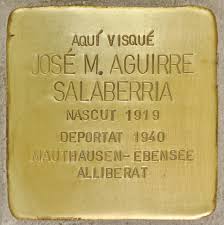 AQUÍ VISQUÉ
JOSÉ M. AGUIRRE
SALABERRIA
NASCUT 1919
DEPORTAT 1940
MAUTHAUSEN-EBENSEE
ALLIBERAT